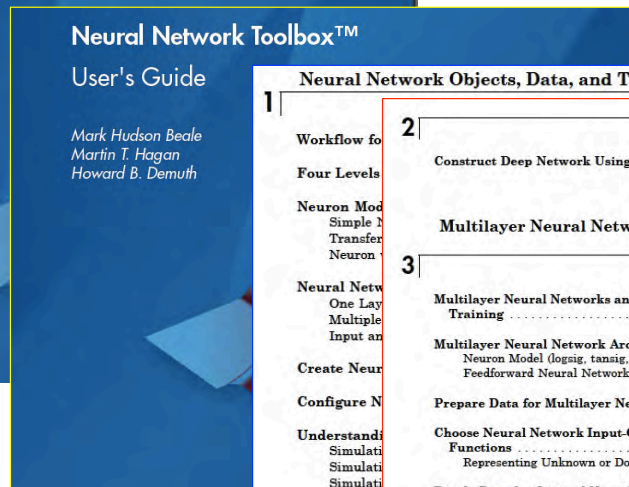 Neural Network Toolbox™
User's Guide
Mark Hudson Beale
Martin T. Hagan
Howard B. Demuth
Neural Network Objects, Data, and T
1
Workflow fo
Four Levels
Neuron Mod
Simple
Transfer
Neuron
Neural Netw
One Lay
Multiple
Input an
Create Neur
Configure N
Understandi
Simulati
Simulati
Simulati
2
Construct Deep Network Using
Multilayer Neural Netw
3
Multilayer Neural Networks an
Training . . . . . . . . . . . . . . . . . .
Multilayer Neural Network Arc
Neuron Model (logsig, tansig,
Feedforward Neural Network
Prepare Data for Multilayer Ne
Choose Neural Network Input-
Functions . . . . . . . . . . . . . . . .
Representing Unknown or Do